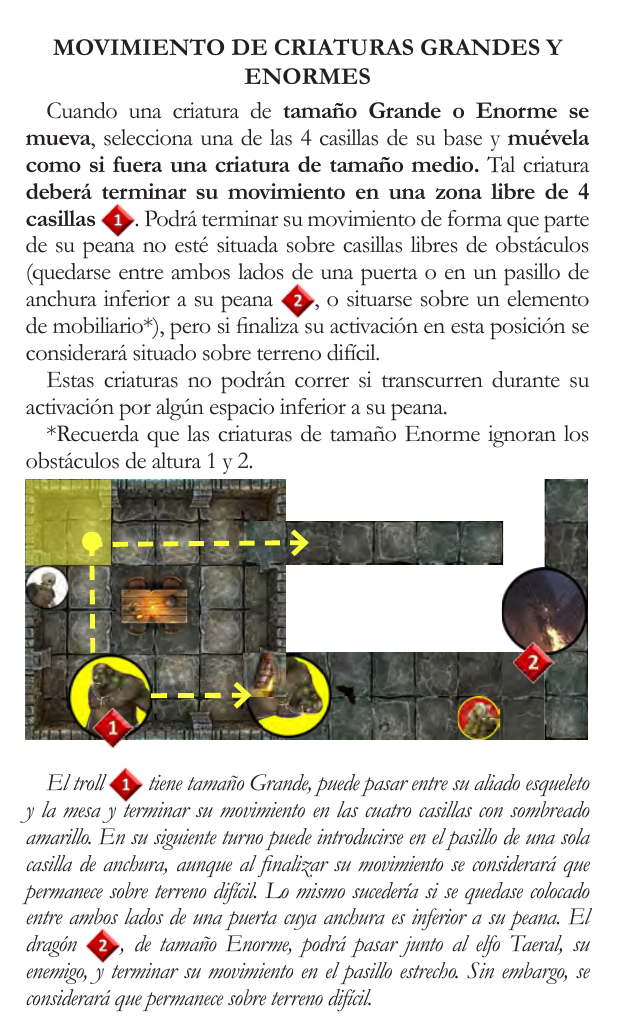 MOVIMIENTO DE CRIATURAS GRANDES Y
ENORMES
Cuando una criatura de tamaño Grande o Enorme se
mueva, selecciona una de las 4 casillas de su base y muévela
como si fuera una criatura de tamaño medio. Tal criatura
deberá terminar su movimiento en una zona libre de 4
casillas 1. Podrá terminar su movimiento de forma que parte
de su peana no esté situada sobre casillas libres de obstáculos
(quedarse entre ambos lados de una puerta o en un pasillo de
anchura inferior a su peana 2, o situarse sobre un elemento
de mobiliario*), pero si finaliza su activación en esta posición se
considerará situado sobre terreno difícil.
Estas criaturas no podrán correr si transcurren durante su
activación por algún espacio inferior a su peana.
*Recuerda que las criaturas de tamaño Enorme ignoran los
obstáculos de altura 1 y 2.
2
1
El troll 1 tiene tamaño Grande, puede pasar entre su aliado esqueleto
y la mesa y terminar su movimiento en las cuatro casillas con sombreado
amarillo. En su siguiente turno puede introducirse en el pasillo de una sola
casilla de anchura, aunque al finalizar su movimiento se considerará que
permanece sobre terreno difícil. Lo mismo sucedería si se quedase colocado
entre ambos lados de una puerta cuya anchura es inferior a su peana. El
dragón 2, de tamaño Enorme, podrá pasar junto al elfo Taeral, su
enemigo, y terminar su movimiento en el pasillo estrecho. Sin embargo, se
considerará que permanece sobre terreno difícil.